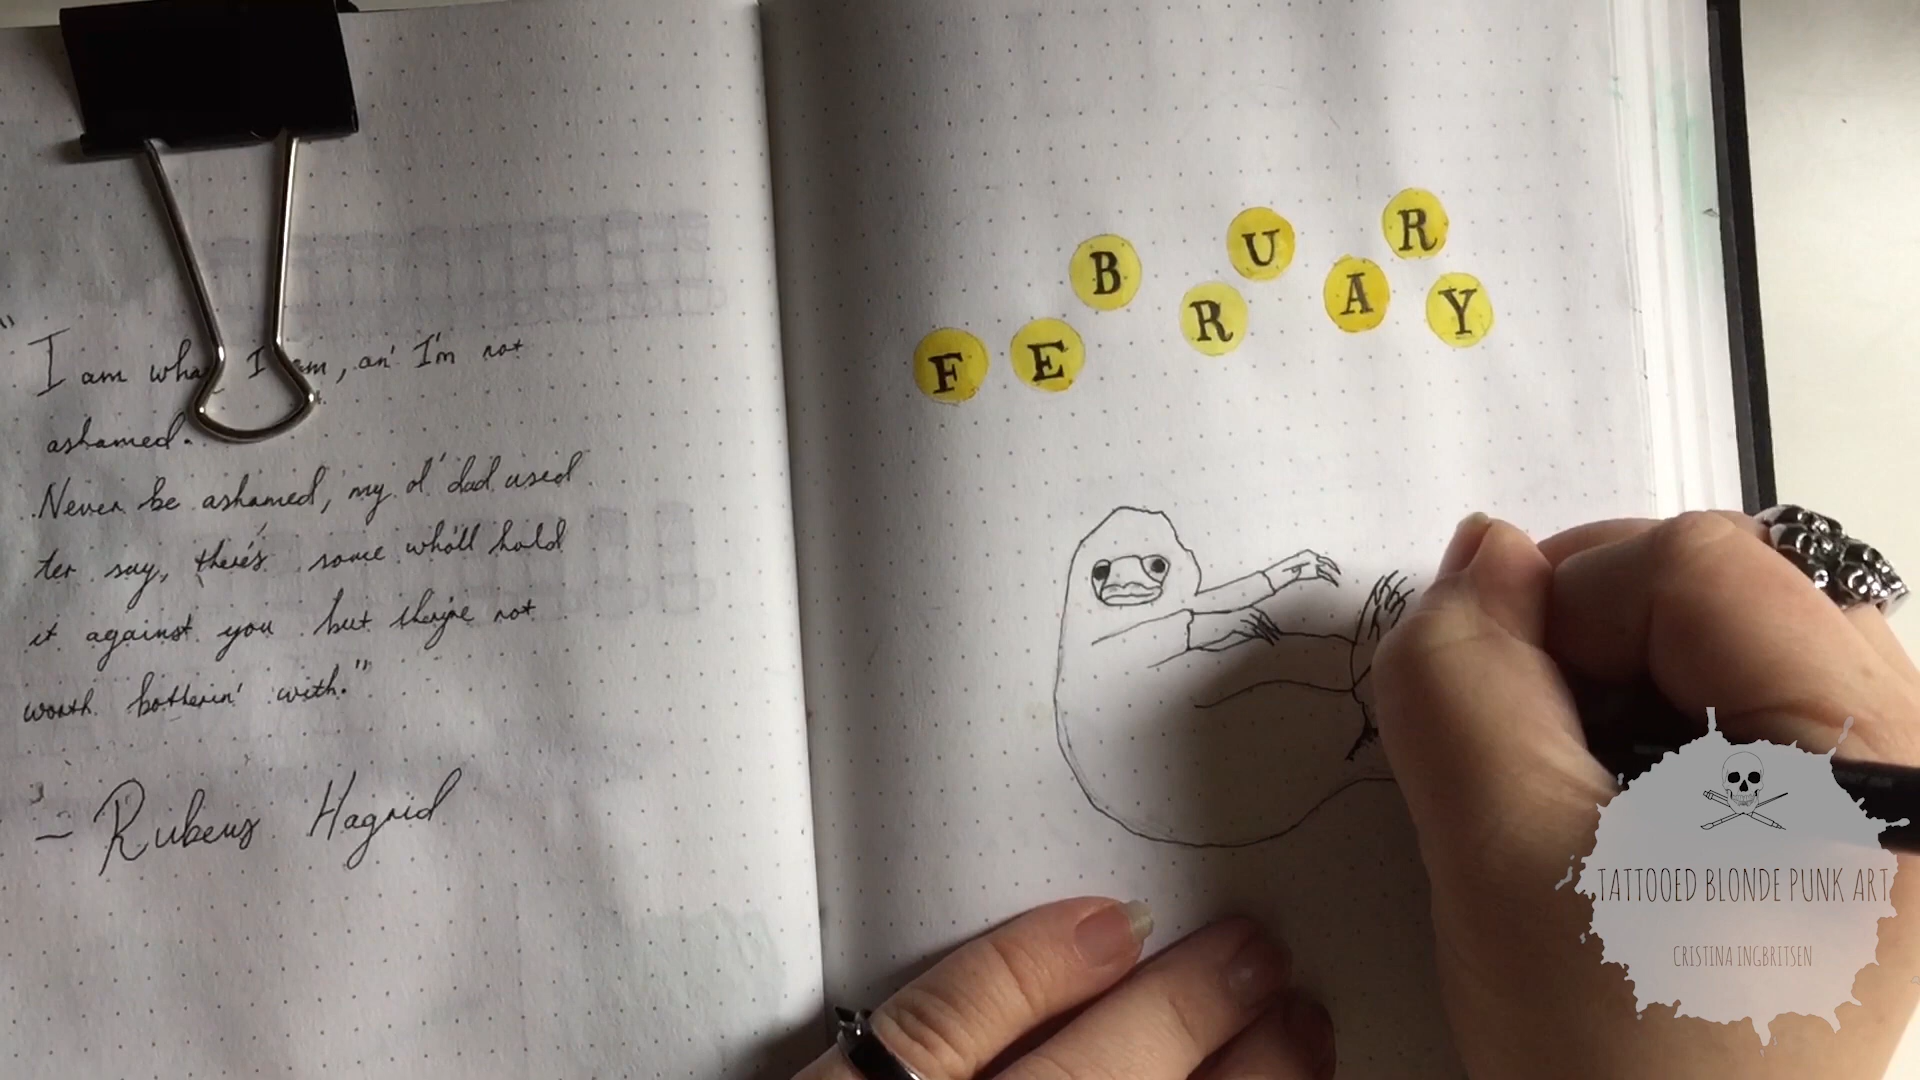 "I am what I am, an' I'm not
ashamed.
Never be ashamed, my ol' dad used
ter say, there's some who'll hold
it against you but they're not
worth botherin' with."
- Rubeus Hagrid
FEBRURAY
TATTOOED BLONDE PUNK ART
CRISTINA INGBRITSEN